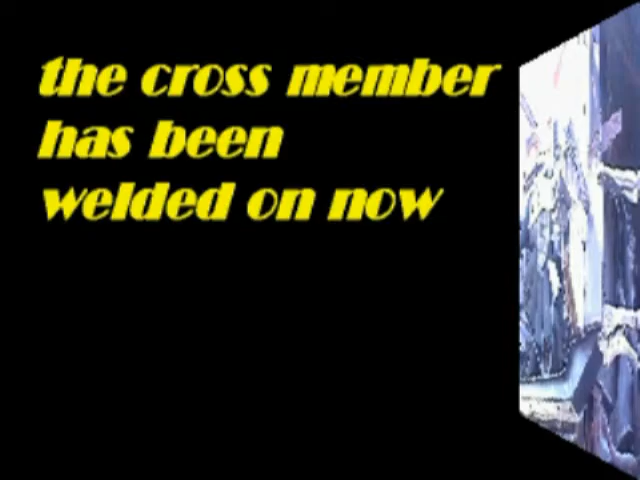 the cross member
has been
welded on now